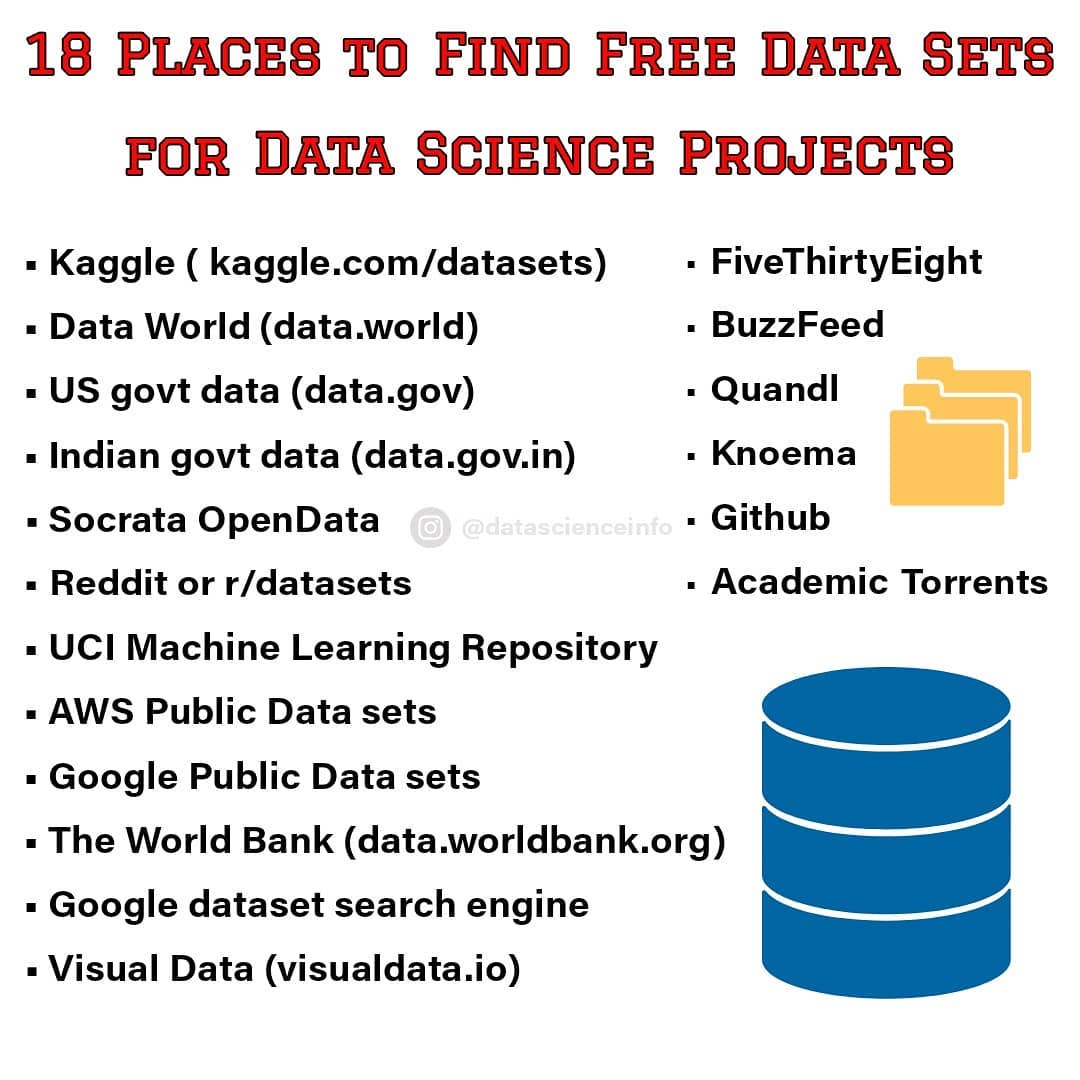 18 Places to Find Free Data Sets
for Data Science Projects
▪ Kaggle ( kaggle.com/datasets)
▪ Data World (data.world)
▪ US govt data (data.gov)
▪ Indian govt data (data.gov.in)
▪ Socrata OpenData
▪ Reddit or r/datasets
▪ UCI Machine Learning Repository
▪ AWS Public Data sets
▪ Google Public Data sets
▪ The World Bank (data.worldbank.org)
▪ Google dataset search engine
▪ Visual Data (visualdata.io)
▪ FiveThirtyEight
▪ BuzzFeed
▪ Quandl
▪ Knoema
▪ Github
▪ Academic Torrents
@datascienceinfo